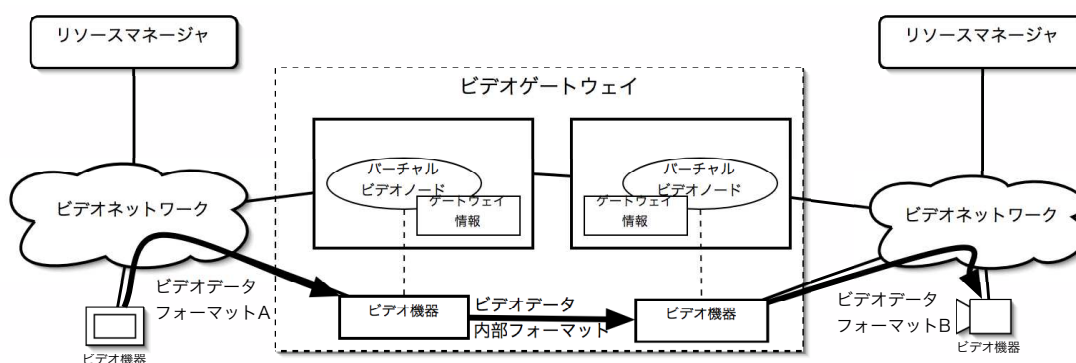 リソースマネージャ
リソースマネージャ
ビデオゲートウェイ
バーチャル
ビデオノード
ゲートウェイ
情報
バーチャル
ビデオノード
ゲートウェイ
情報
ビデオネットワーク
ビデオネットワーク
ビデオデータ
フォーマットA
ビデオ機器
ビデオ機器
ビデオデータ
内部フォーマット
ビデオ機器
ビデオデータ
フォーマットB
ビデオ機器